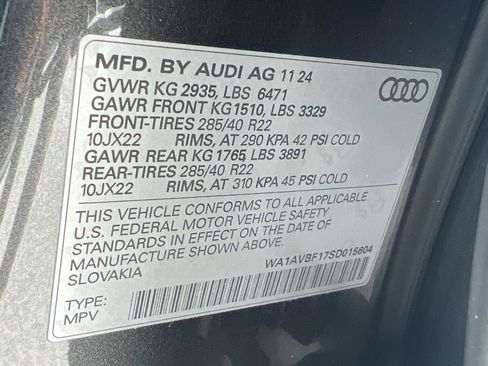 MFD. BY AUDI AG 11 24
GVWR KG 2935, LBS 6471
GAWR FRONT KG1510, LBS 3329
FRONT-TIRES 285/40 R22
10JX22 RIMS, AT 290 KPA 42 PSI COLD
GAWR REAR KG 1765, LBS 3891
REAR-TIRES 285/40 R22
10JX22 RIMS, AT 310 KPA 45 PSI COLD
THIS VEHICLE CONFORMS TO ALL APPLICABLE
U.S. FEDERAL MOTOR VEHICLE SAFETY
STANDARDS IN EFFECT ON THE DATE OF
MANUFACTURE SHOWN ABOVE.
SLOVAKIA WA1AVBF17SD015604
TYPE:
MPV